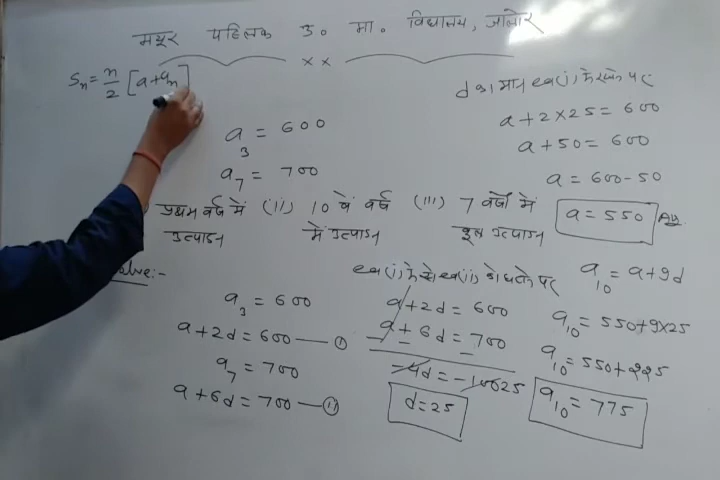 मयूर पब्लिक उ० मा० विद्यालय, जालोर
××
Sn = n/2 [a+an]
a3 = 600
a7 = 700
प्रथम वर्ष में (ii) 10 वें वर्ष (iii) 7 वर्षों में
उत्पादन में उत्पादन कुल उत्पादन
Solve:-
a3 = 600
a+2d = 600 —— (i)
a7 = 700
a+6d = 700 —— (ii)
(i) (ii) घटाने पर
a+2d = 600
a+6d = 700
-4d = -100 25
d = 25
d का मान (i) में रखने पर
a+2×25 = 600
a+50 = 600
a = 600-50
a = 550 Ans.
a10 = a+9d
a10 = 550+9×25
a10 = 550+225
a10 = 775